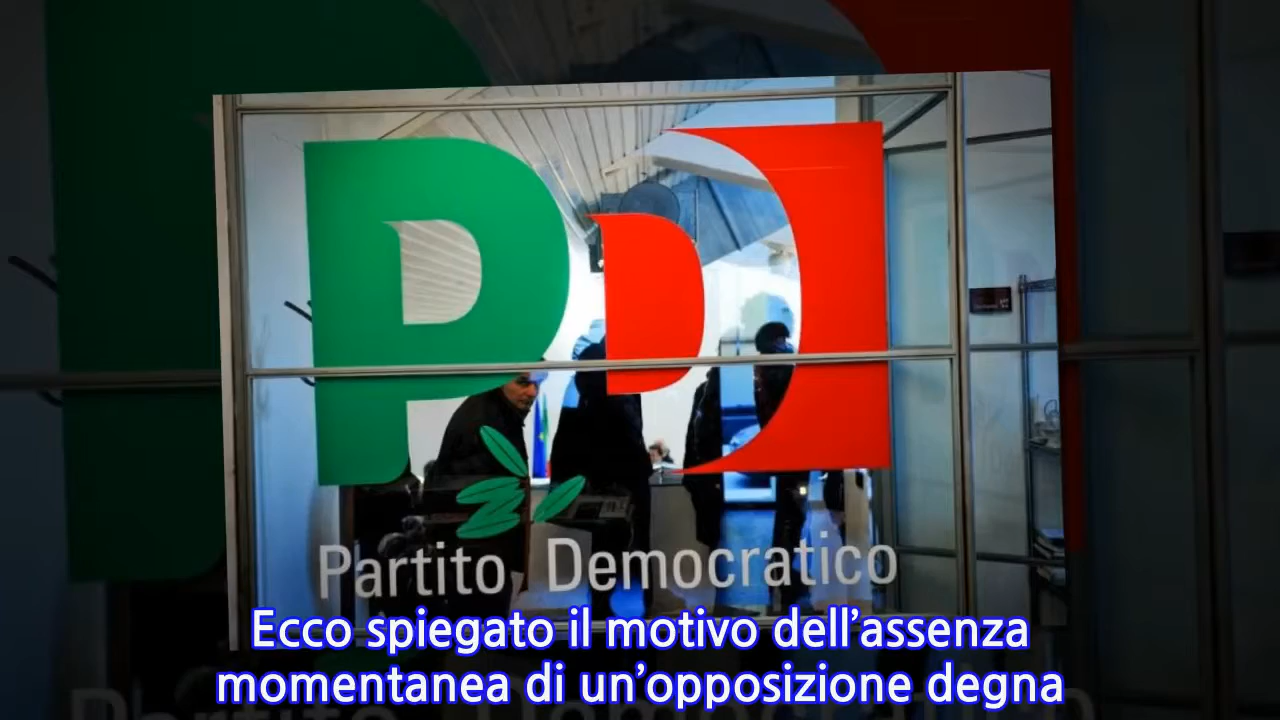 PD
Partito Democratico
Ecco spiegato il motivo dell'assenza
momentanea di un'opposizione degna